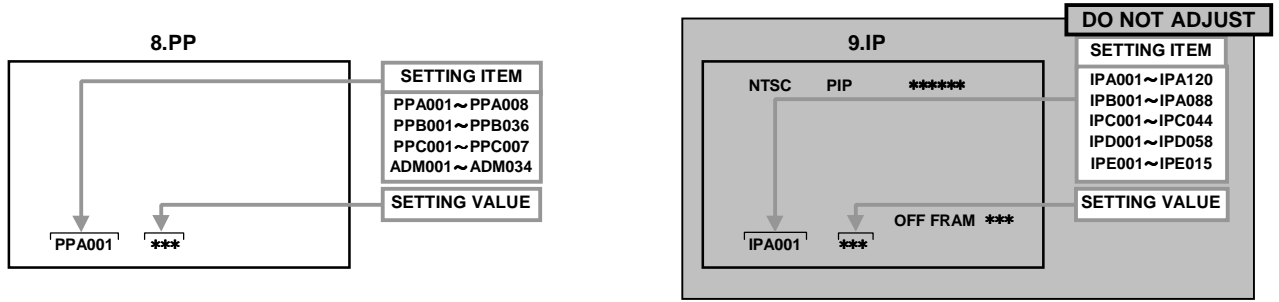 8.PP
SETTING ITEM
PPA001~PPA008
PPB001~PPB036
PPC001~PPC007
ADM001~ADM034
SETTING VALUE
PPA001 ***
DO NOT ADJUST
9.IP
SETTING ITEM
NTSC PIP ******
IPA001~IPA120
IPB001~IPA088
IPC001~IPC044
IPD001~IPD058
IPE001~IPE015
SETTING VALUE
OFF FRAM ***
IPA001 ***